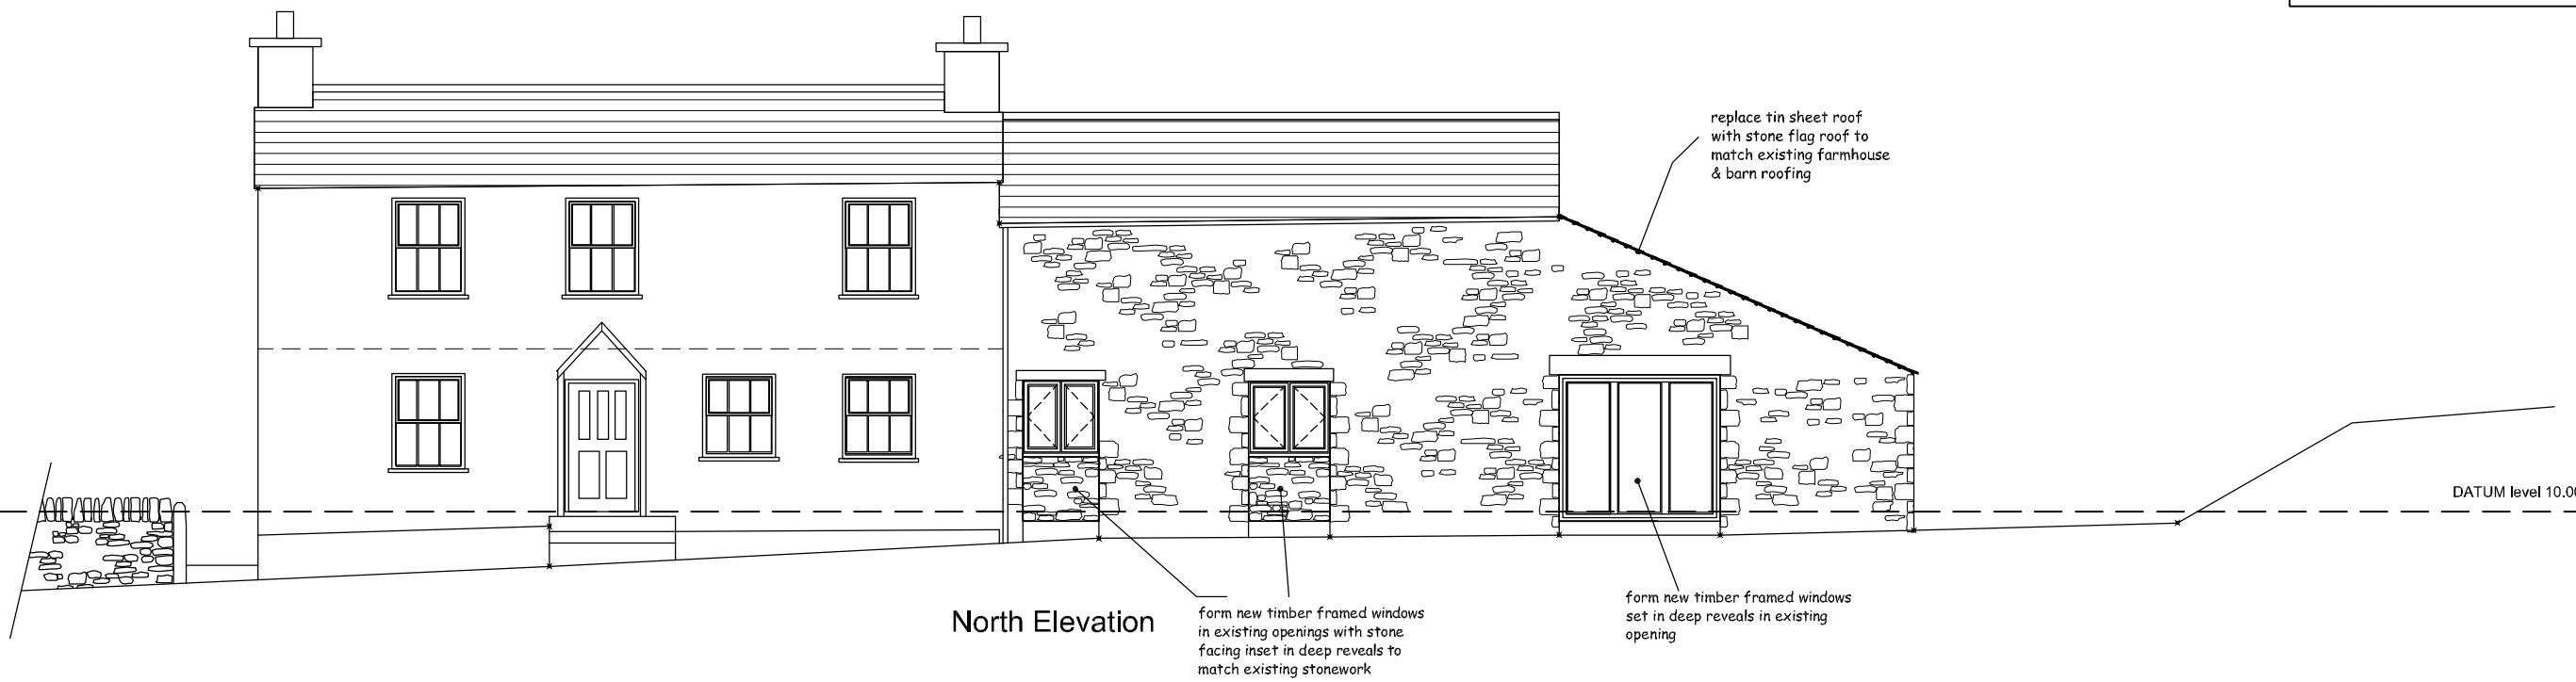 replace tin sheet roof
with stone flag roof to
match existing farmhouse
& barn roofing
DATUM level 10.00
North Elevation
form new timber framed windows
in existing openings with stone
facing inset in deep reveals to
match existing stonework
form new timber framed windows
set in deep reveals in existing
opening